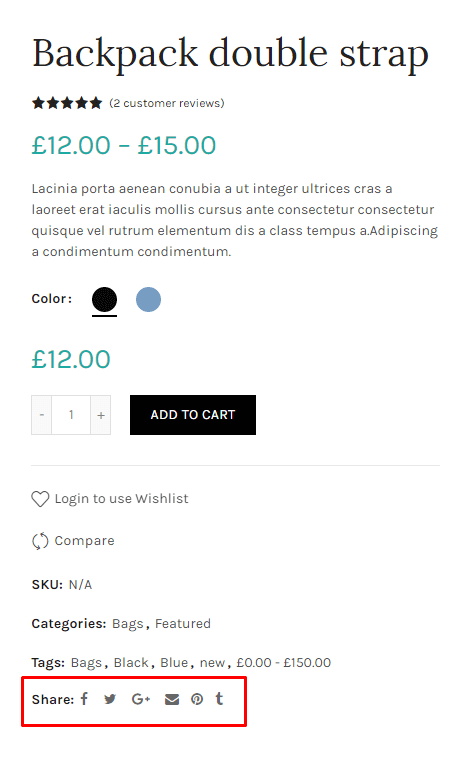 Backpack double strap
(2 customer reviews)
£12.00 – £15.00
Lacinia porta aenean conubia a ut integer ultrices cras a
laoreet erat iaculis mollis cursus ante consectetur consectetur
quisque vel rutrum elementum dis a class tempus a.Adipiscing
a condimentum condimentum.
Color:
£12.00
- 1 + ADD TO CART
Login to use Wishlist
Compare
SKU: N/A
Categories: Bags, Featured
Tags: Bags, Black, Blue, new, £0.00 - £150.00
Share: